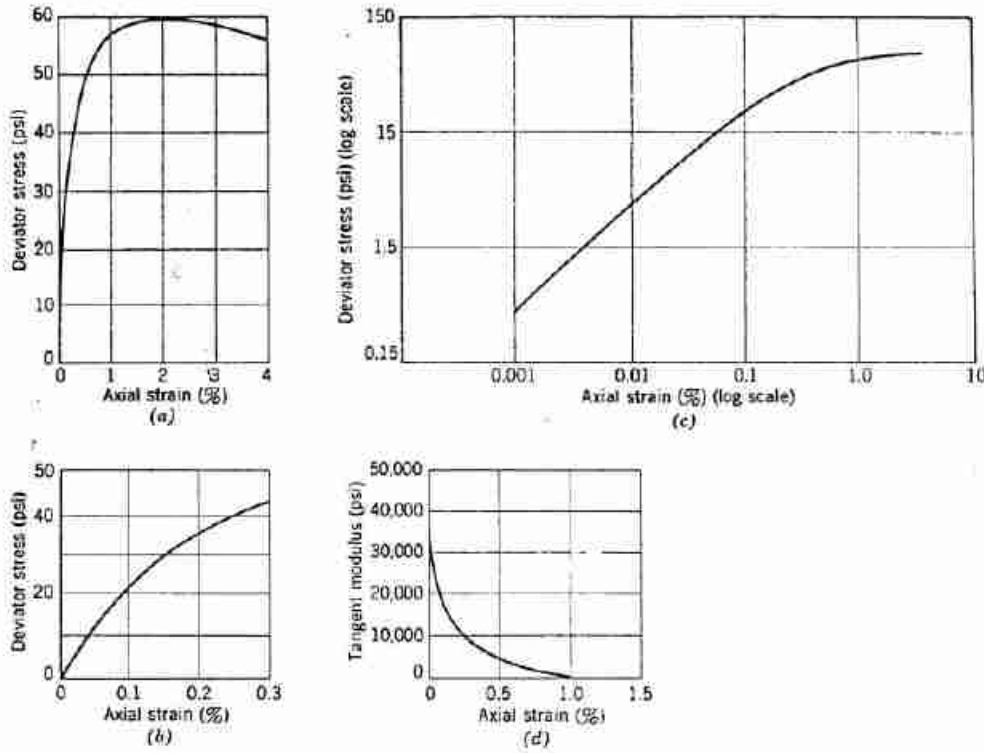 60
50
40
30
20
10
0
Deviator stress (psi)
0 1 2 3 4
Axial strain (%)
(a)
150
15
1.5
0.15
Deviator stress (psi) (log scale)
0.001 0.01 0.1 1.0 10
Axial strain (%) (log scale)
(c)
50
40
20
0
Deviator stress (psi)
0 0.1 0.2 0.3
Axial strain (%)
(b)
50,000
40,000
30,000
20,000
10,000
0
Tangent modulus (psi)
0 0.5 1.0 1.5
Axial strain (%)
(d)